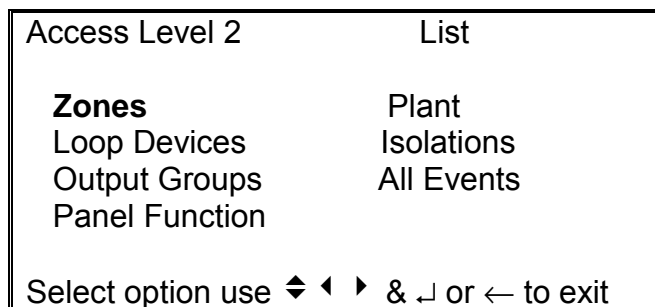 Access Level 2 List
Zones Plant
Loop Devices Isolations
Output Groups All Events
Panel Function
Select option use ⬍ ◂ ▸ & ↵ or ← to exit